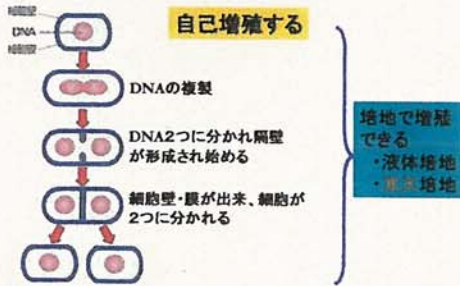 細胞壁
DNA
細胞膜
自己増殖する
DNAの複製
DNA2つに分かれ隔壁
が形成され始める
細胞壁・膜が出来、細胞が
2つに分かれる
培地で増殖
できる
・液体培地
培地